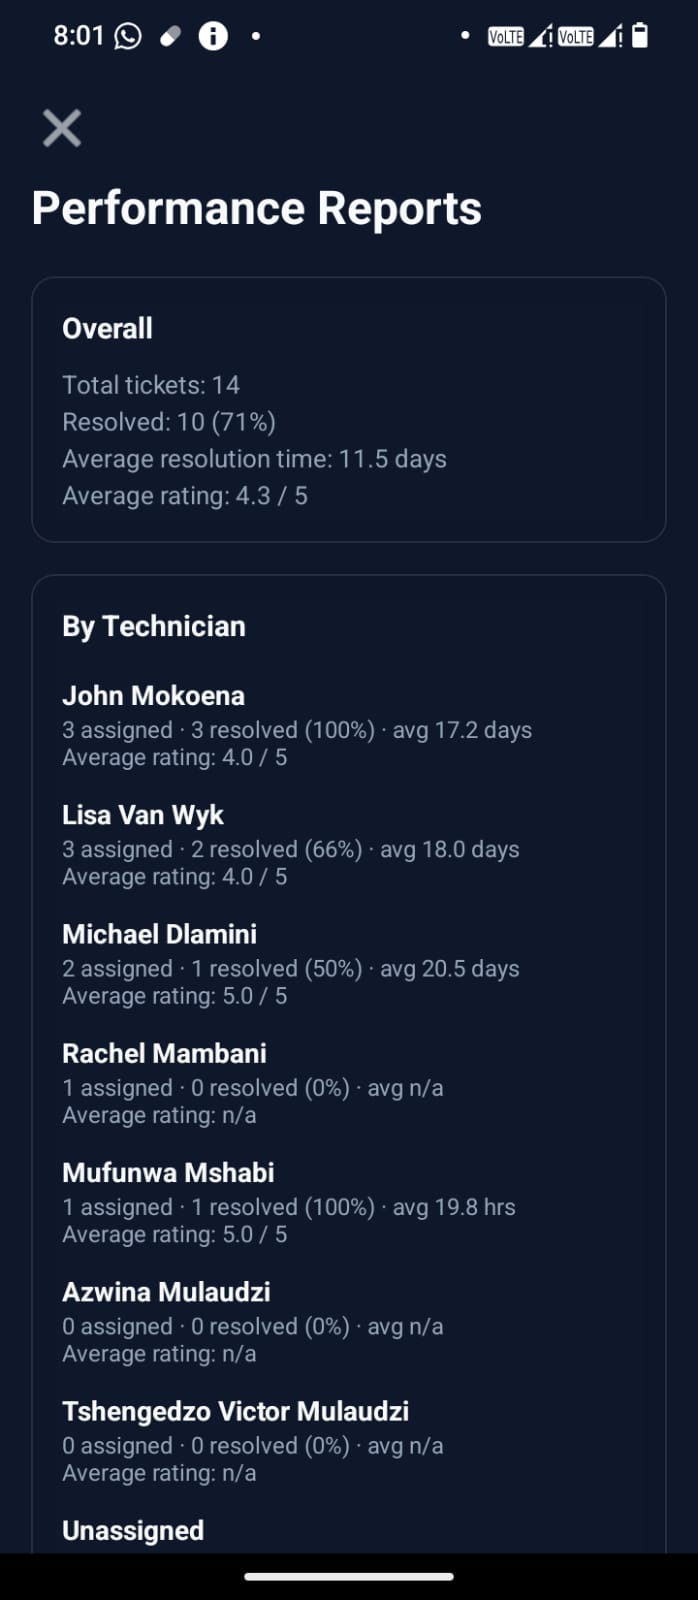 8:01
VoLTE VoLTE
Performance Reports
Overall
Total tickets: 14
Resolved: 10 (71%)
Average resolution time: 11.5 days
Average rating: 4.3 / 5
By Technician
John Mokoena
3 assigned · 3 resolved (100%) · avg 17.2 days
Average rating: 4.0 / 5
Lisa Van Wyk
3 assigned · 2 resolved (66%) · avg 18.0 days
Average rating: 4.0 / 5
Michael Dlamini
2 assigned · 1 resolved (50%) · avg 20.5 days
Average rating: 5.0 / 5
Rachel Mambani
1 assigned · 0 resolved (0%) · avg n/a
Average rating: n/a
Mufunwa Mshabi
1 assigned · 1 resolved (100%) · avg 19.8 hrs
Average rating: 5.0 / 5
Azwina Mulaudzi
0 assigned · 0 resolved (0%) · avg n/a
Average rating: n/a
Tshengedzo Victor Mulaudzi
0 assigned · 0 resolved (0%) · avg n/a
Average rating: n/a
Unassigned